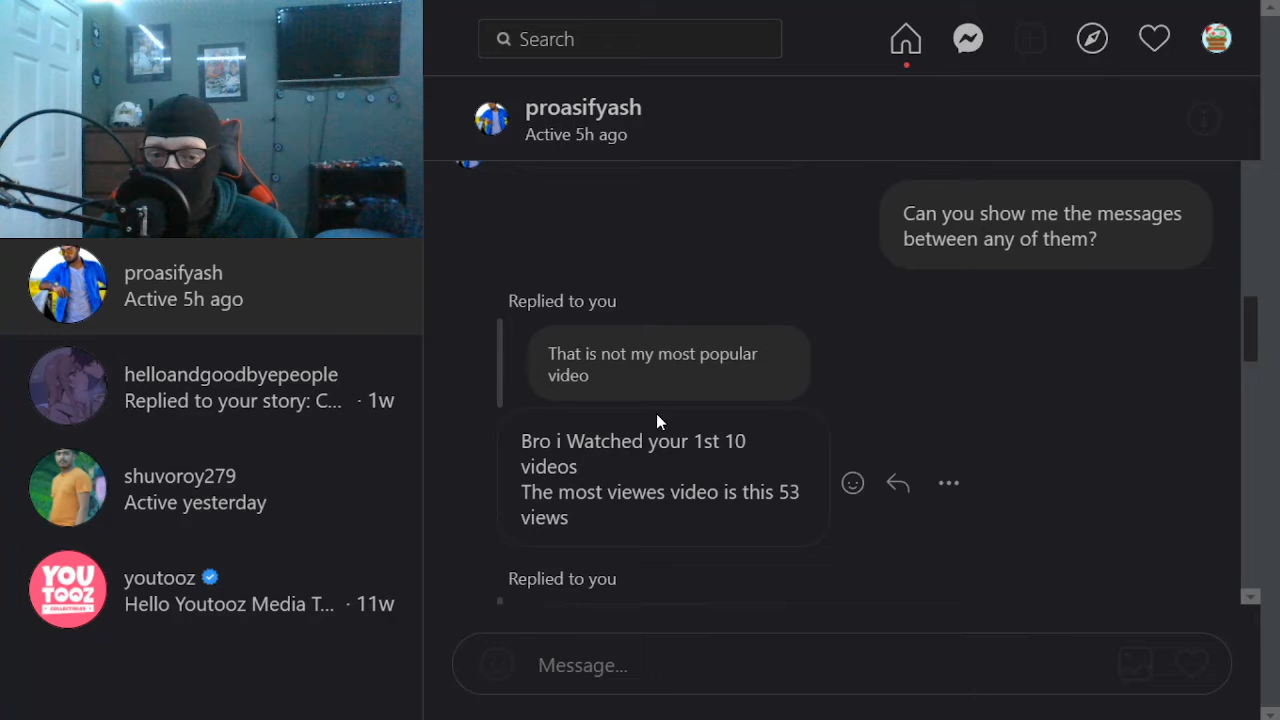 Search
proasifyash
Active 5h ago
proasifyash
Active 5h ago
helloandgoodbyepeople
Replied to your story: C... · 1w
shuvoroy279
Active yesterday
YOU
TOOZ
COLLECTIBLES
youtooz
Hello Youtooz Media T... · 11w
Can you show me the messages
between any of them?
Replied to you
That is not my most popular
video
Bro i Watched your 1st 10
videos
The most viewes video is this 53
views
Replied to you
Message...